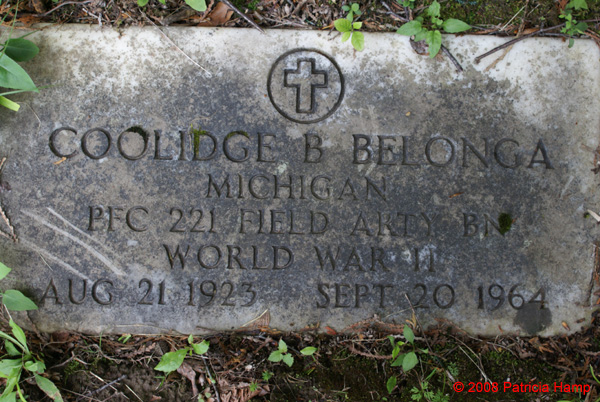 COOLIDGE B BELONGA
MICHIGAN
PFC 221 FIELD ARTY BN
WORLD WAR II
AUG 21 1923 SEPT 20 1964
© 2008 Patricia Hamp